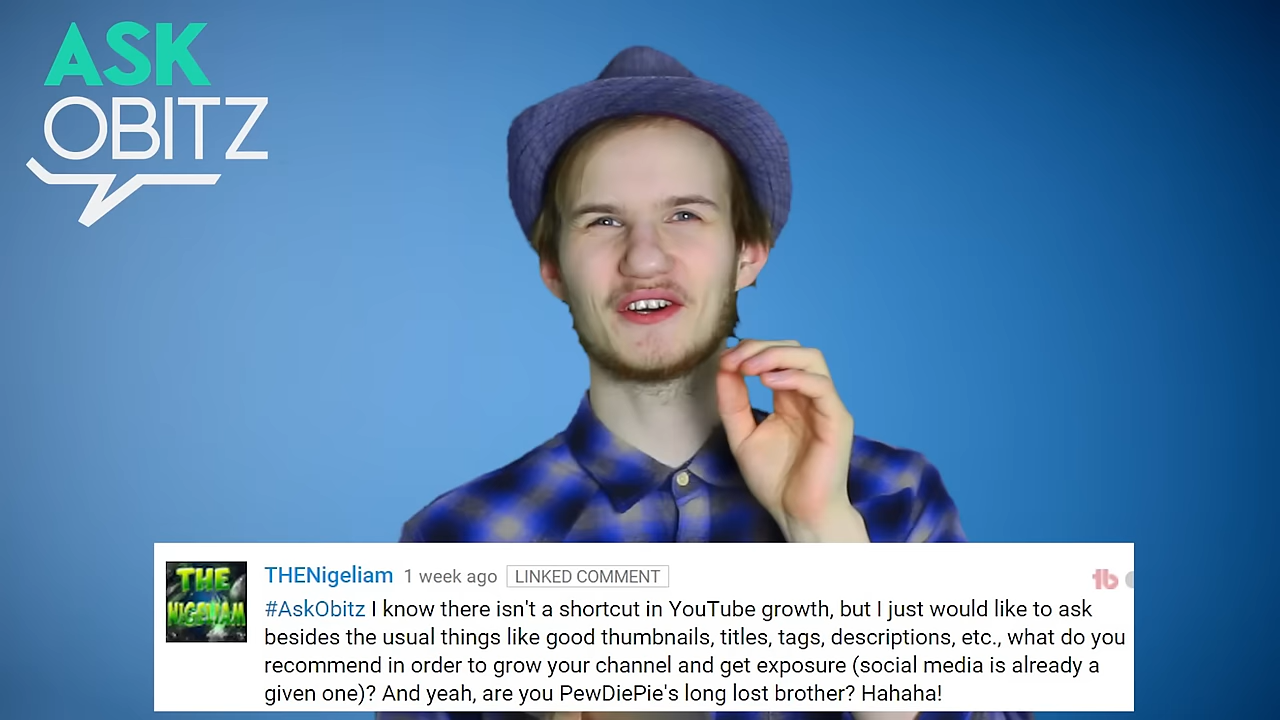 ASK
OBITZ
THE
NIGELIAM
THENigeliam 1 week ago LINKED COMMENT
#AskObitz I know there isn't a shortcut in YouTube growth, but I just would like to ask
besides the usual things like good thumbnails, titles, tags, descriptions, etc., what do you
recommend in order to grow your channel and get exposure (social media is already a
given one)? And yeah, are you PewDiePie's long lost brother? Hahaha!